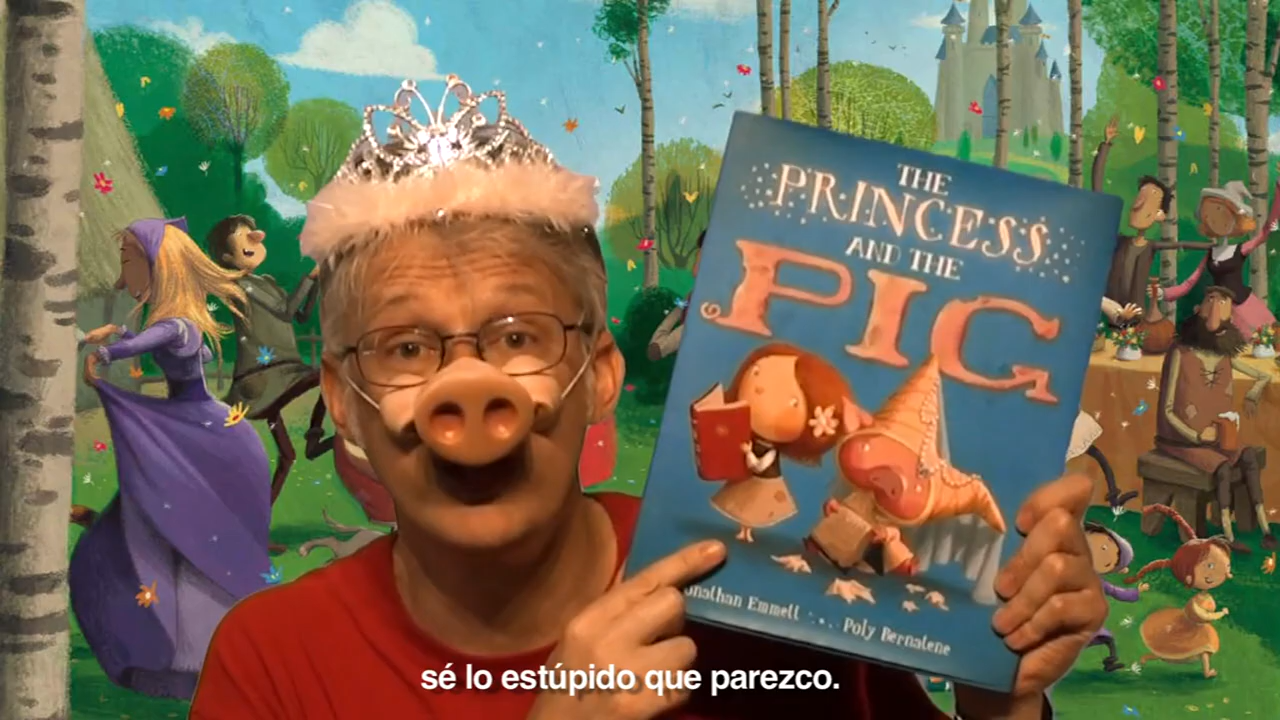 THE
PRINCESS
AND THE
PIG
onathan Emmett ... Poly Bernatene
sé lo estúpido que parezco.